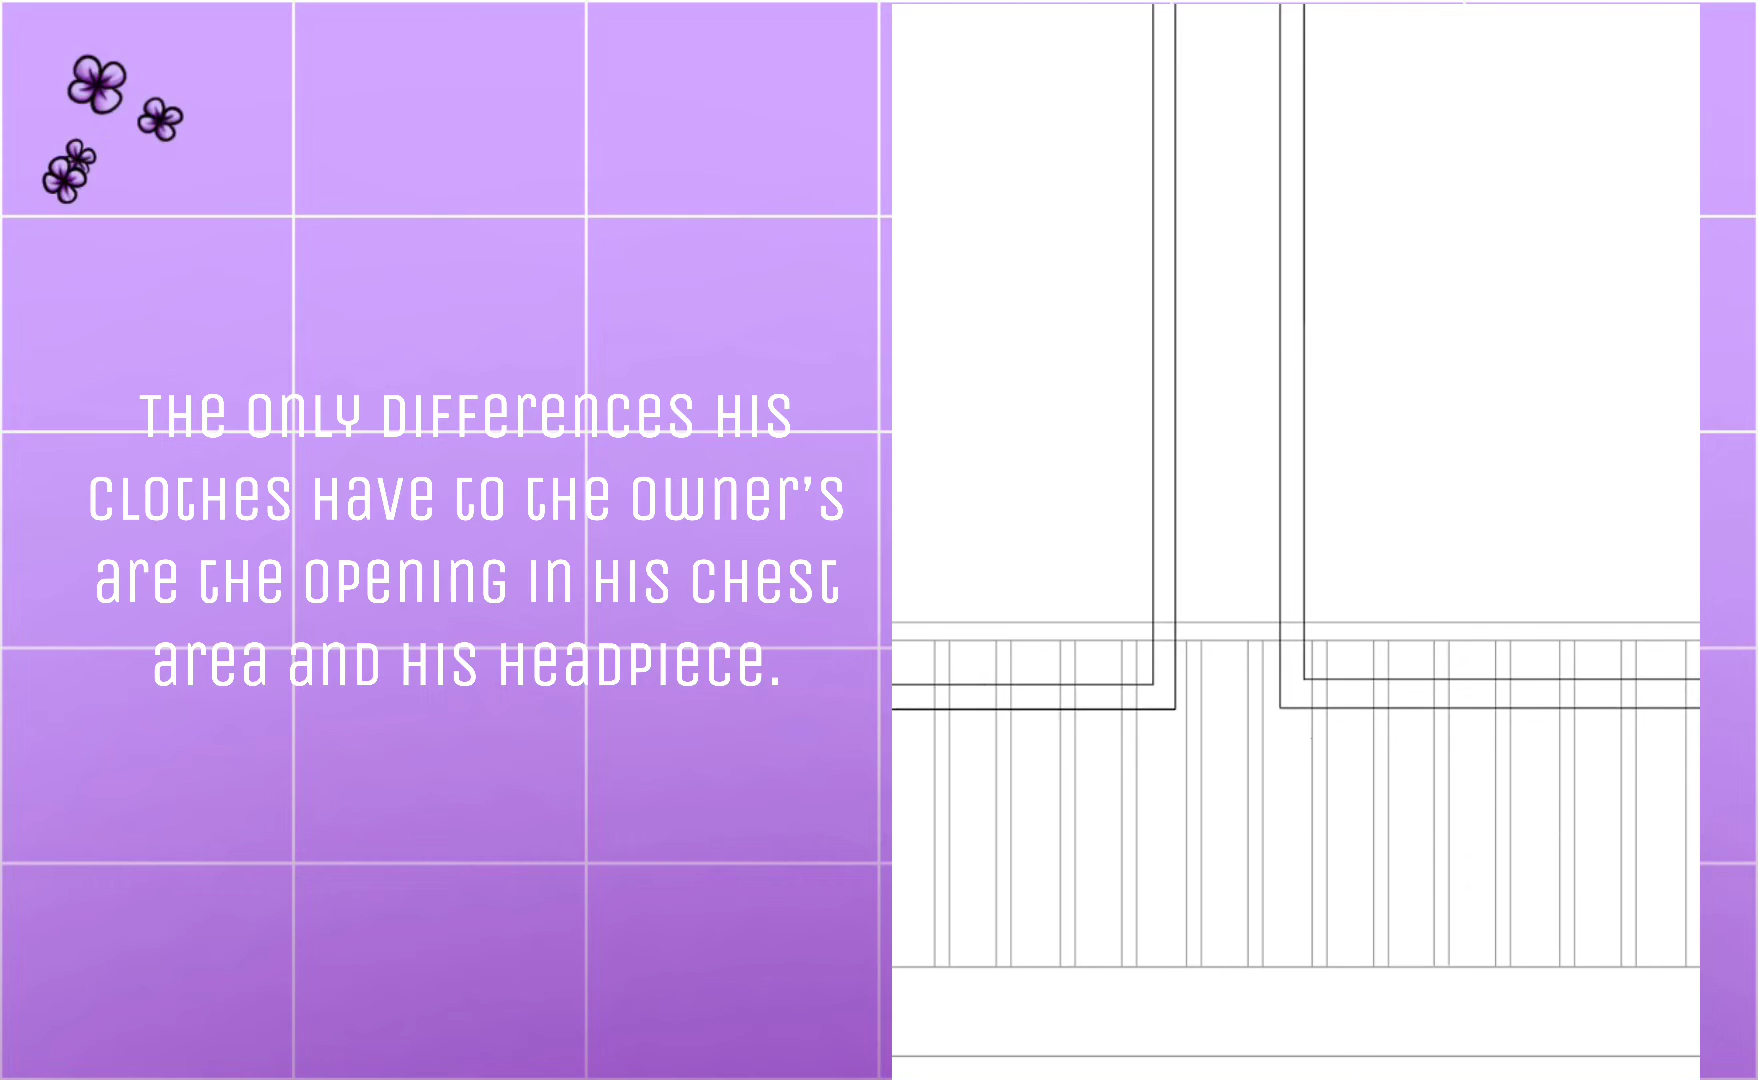 THE ONLY DIFFERENCES HIS
CLOTHES HAVE TO THE OWNER'S
ARE THE OPENING IN HIS CHEST
AREA AND HIS HEADPIECE.